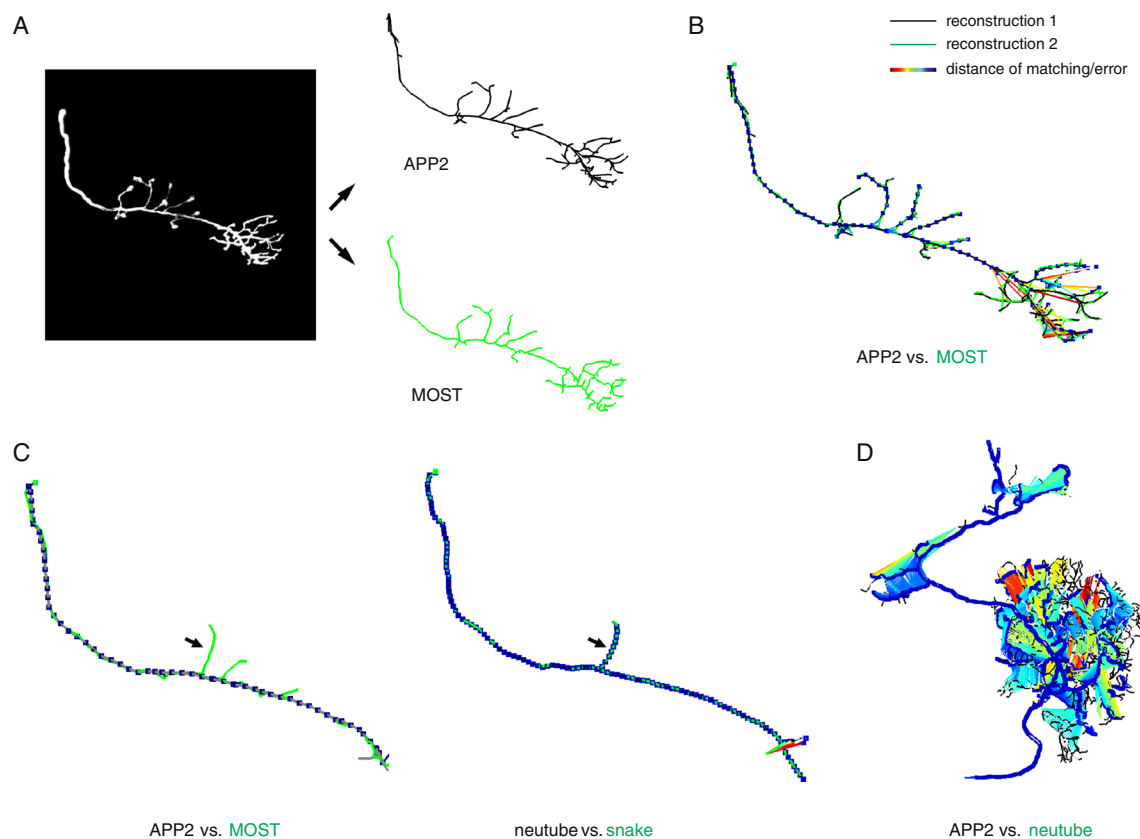 A
APP2
MOST
B
reconstruction 1
reconstruction 2
distance of matching/error
APP2 vs. MOST
C
APP2 vs. MOST
neutube vs. snake
D
APP2 vs. neutube